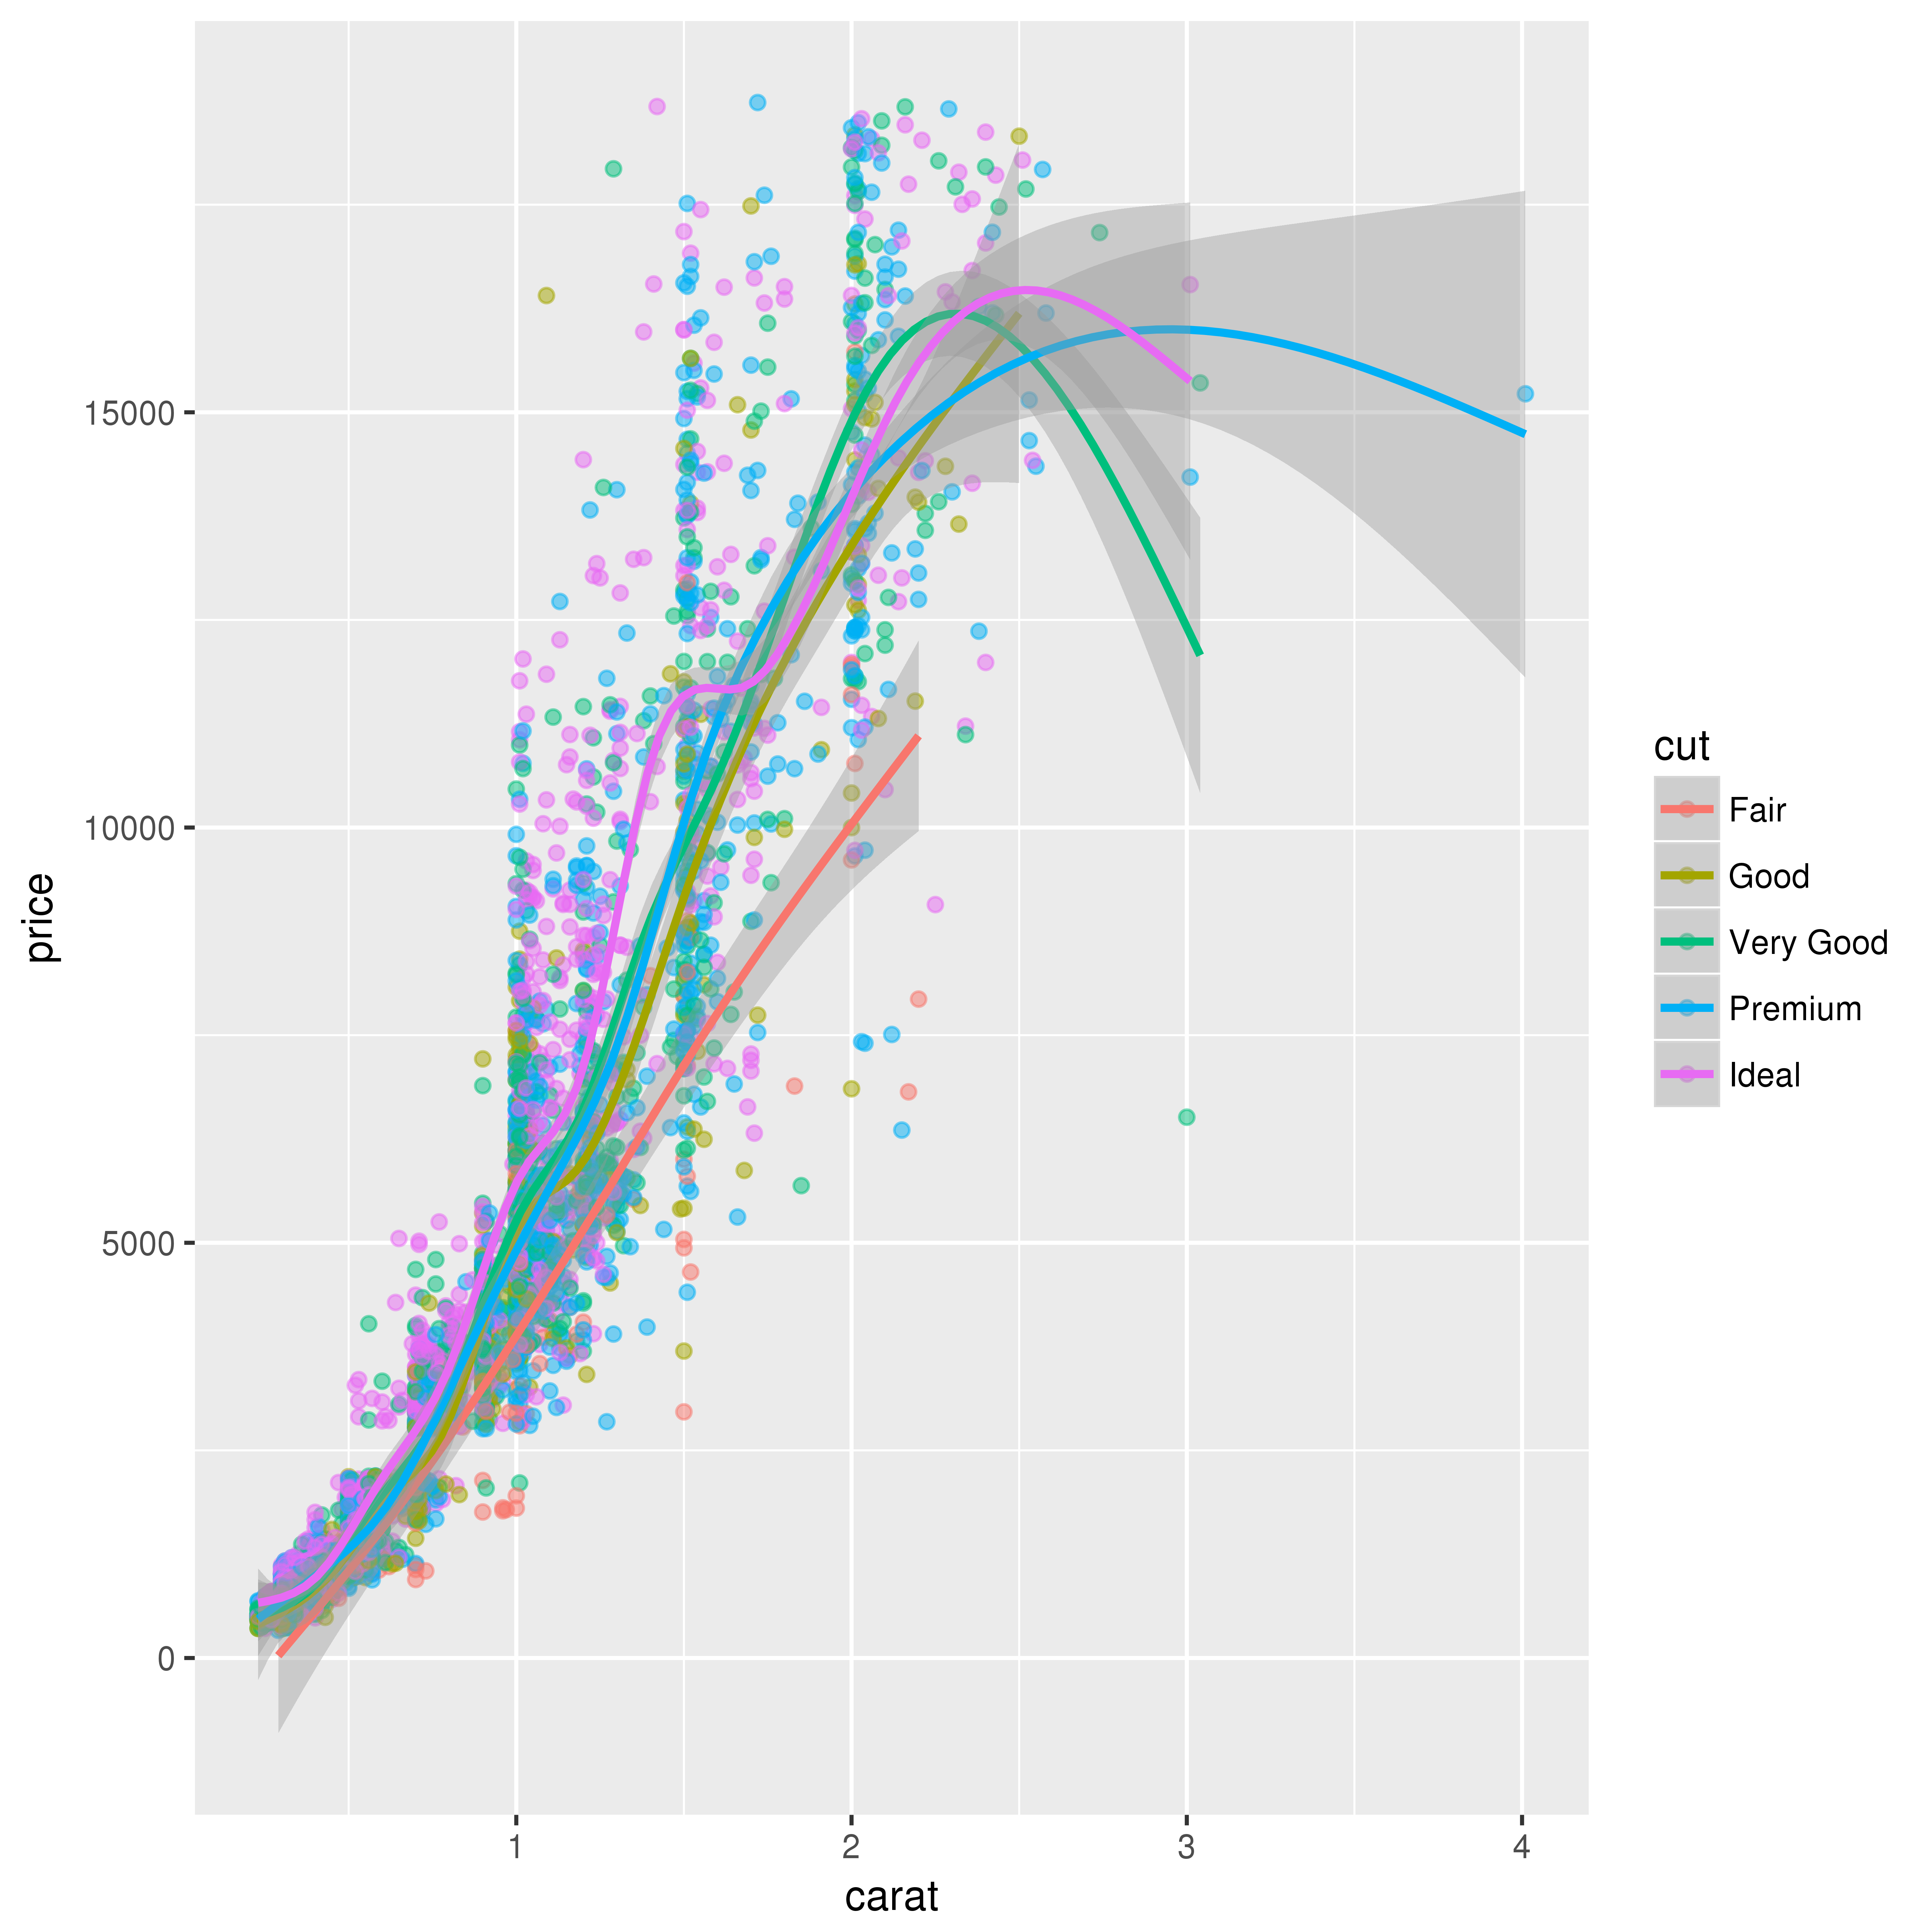 15000
10000
5000
0
price
1
2
3
4
carat
cut
Fair
Good
Very Good
Premium
Ideal